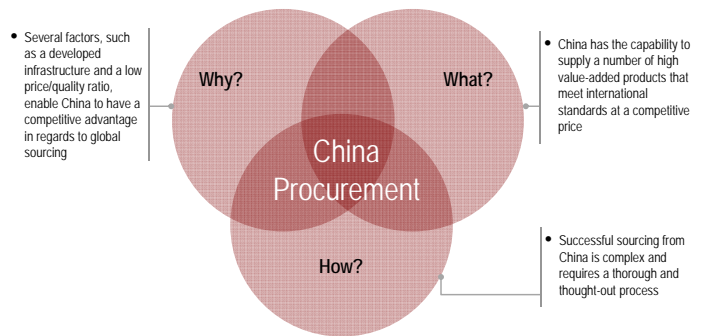 • Several factors, such
as a developed
infrastructure and a low
price/quality ratio,
enable China to have a
competitive advantage
in regards to global
sourcing
Why?
What?
• China has the capability to
supply a number of high
value-added products that
meet international
standards at a competitive
price
China
Procurement
How?
• Successful sourcing from
China is complex and
requires a thorough and
thought-out process